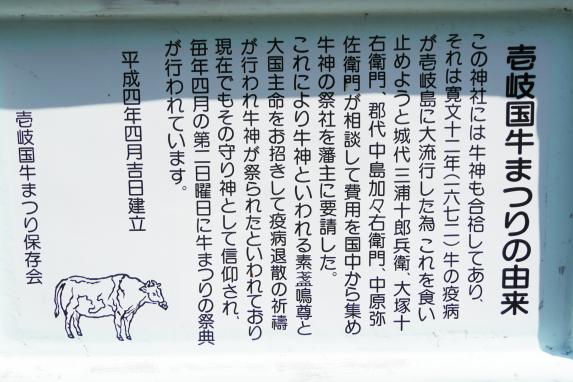 壱岐国牛まつりの由来
この神社には牛神も合祫してあり、
それは寛文十二年(一六七二)牛の疫病
が壱岐島に大流行した為 これを食い
止めようと城代 三浦十郎兵衛、大塚十
右衛門、郡代 中島加々右衛門、中原弥
佐衛門が相談して費用を国中から集め
牛神の祭社を藩主に要請した。
これにより牛神といわれる素盞鳴尊と
大国主命をお招きして疫病退散の祈禱
が行われ牛神が祭られたといわれており
現在でもその守り神として信仰され、
毎年四月の第二日曜日に牛まつりの祭典
が行われています。
平成四年四月吉日建立
壱岐国牛まつり保存会